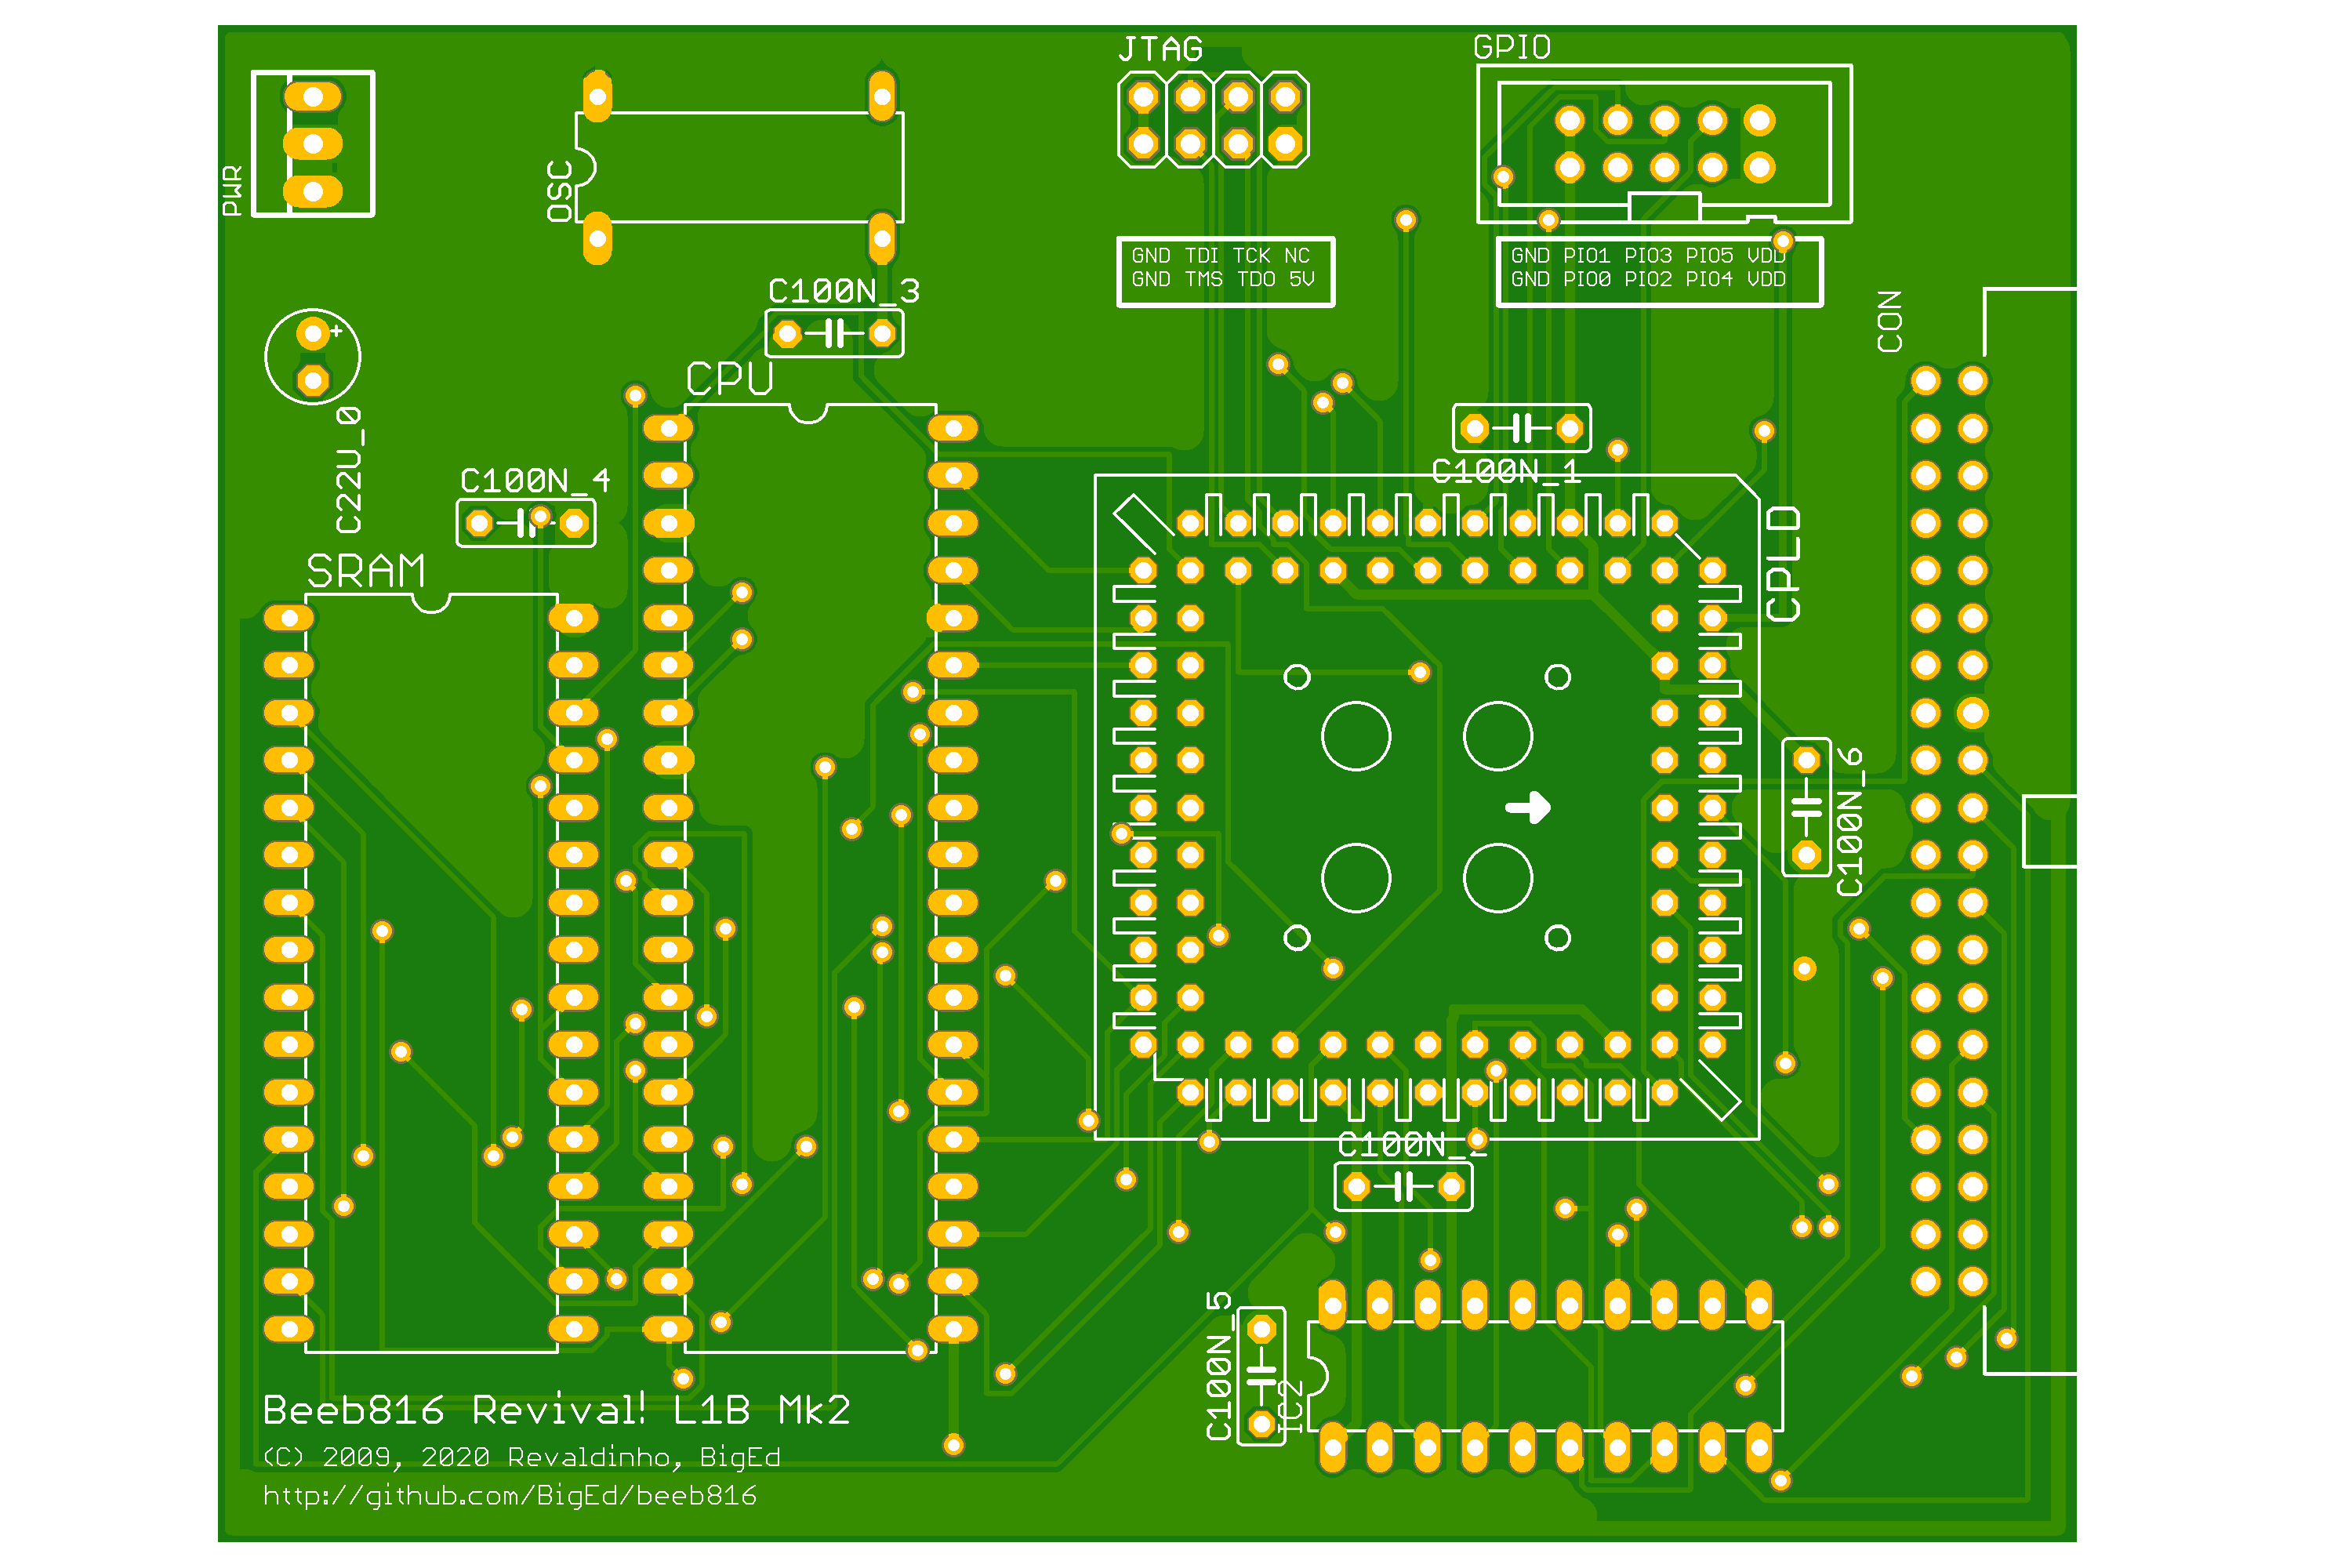 JTAG
GPIO
PWR
OSC
GND TDI TCK NC
GND TMS TDO 5V
GND PIO1 PIO3 PIO5 VDD
GND PIO0 PIO2 PIO4 VDD
C100N_3
CON
+
CPU
C22U_0
C100N_4
C100N_1
SRAM
CPLD
C100N_6
C100N_2
C100N_5
IC2
Beeb816 Revival! L1B Mk2
(C) 2009, 2020 Revaldinho, BigEd
http://github.com/BigEd/beeb816